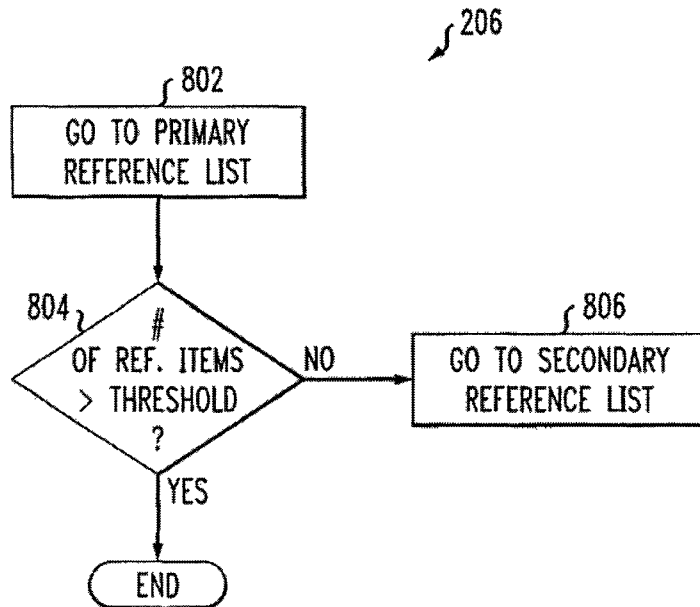 206
802
GO TO PRIMARY
REFERENCE LIST
804
#
OF REF. ITEMS
> THRESHOLD
?
NO
806
GO TO SECONDARY
REFERENCE LIST
YES
END